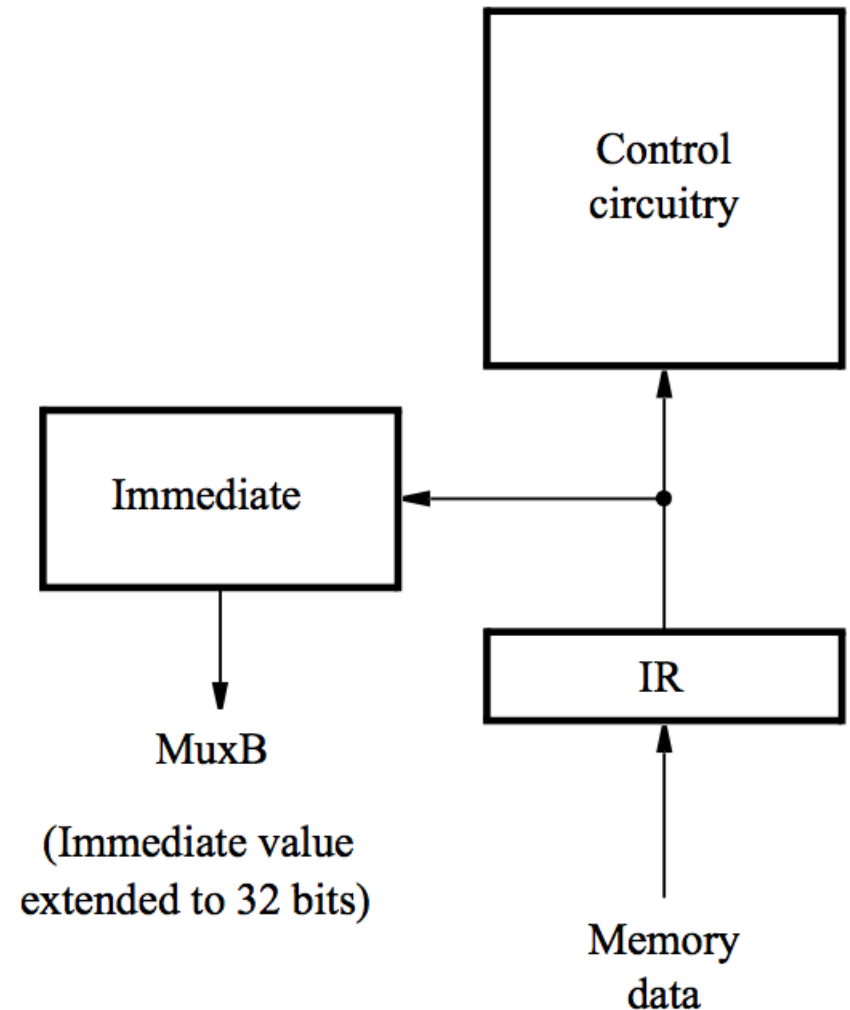 Control
circuitry
Immediate
IR
MuxB
(Immediate value
extended to 32 bits)
Memory
data